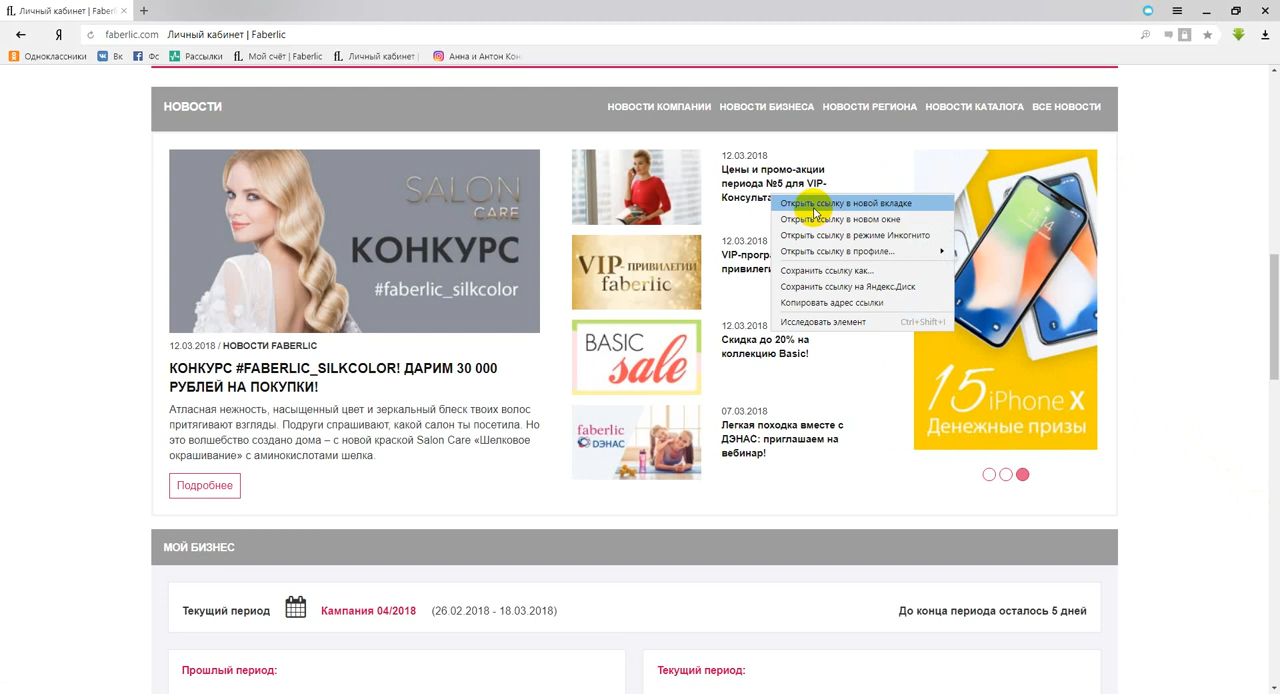 Личный кабинет | Faber
faberlic.com Личный кабинет | Faberlic
Одноклассники Вк Фс Рассылки Мой счёт | Faberlic Личный кабинет | Анна и Антон Кон
НОВОСТИ
НОВОСТИ КОМПАНИИ НОВОСТИ БИЗНЕСА НОВОСТИ РЕГИОНА НОВОСТИ КАТАЛОГА ВСЕ НОВОСТИ
SALON
CARE
КОНКУРС
#faberlic_silkcolor
12.03.2018 / НОВОСТИ FABERLIC
КОНКУРС #FABERLIC_SILKCOLOR! ДАРИМ 30 000
РУБЛЕЙ НА ПОКУПКИ!
Атласная нежность, насыщенный цвет и зеркальный блеск твоих волос
притягивают взгляды. Подруги спрашивают, какой салон ты посетила. Но
это волшебство создано дома – с новой краской Salon Care «Шелковое
окрашивание» с аминокислотами шелка.
Подробнее
12.03.2018
Цены и промо-акции
периода №5 для VIP-
Консульта
VIP-ПРИВИЛЕГИИ
faberlic
12.03.2018
VIP-прогр
привилеги
BASIC
sale
12.03.2018
Скидка до 20% на
коллекцию Basic!
faberlic
ДЭНАС
07.03.2018
Легкая походка вместе с
ДЭНАС: приглашаем на
вебинар!
Открыть ссылку в новой вкладке
Открыть ссылку в новом окне
Открыть ссылку в режиме Инкогнито
Открыть ссылку в профиле...
Сохранить ссылку как...
Сохранить ссылку на Яндекс.Диск
Копировать адрес ссылки
Исследовать элемент Ctrl+Shift+I
15 iPhone X
Денежные призы
МОЙ БИЗНЕС
Текущий период Кампания 04/2018 (26.02.2018 - 18.03.2018) До конца периода осталось 5 дней
Прошлый период:
Текущий период: